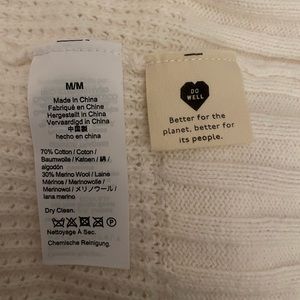 M/M
Made in China
Fabriqué en Chine
Hergestellt in China
Vervaardigd in China
中国製
hecho en China
70% Cotton / Coton /
Baumwolle / Katoen / 綿 /
algodón
30% Merino Wool / Laine
Mérinos / Merinowolle /
Merinowol / メリノウール /
lana merino
Dry Clean.
Nettoyage À Sec.
Chemische Reinigung.
DO
WELL
Better for the
planet, better for
its people.